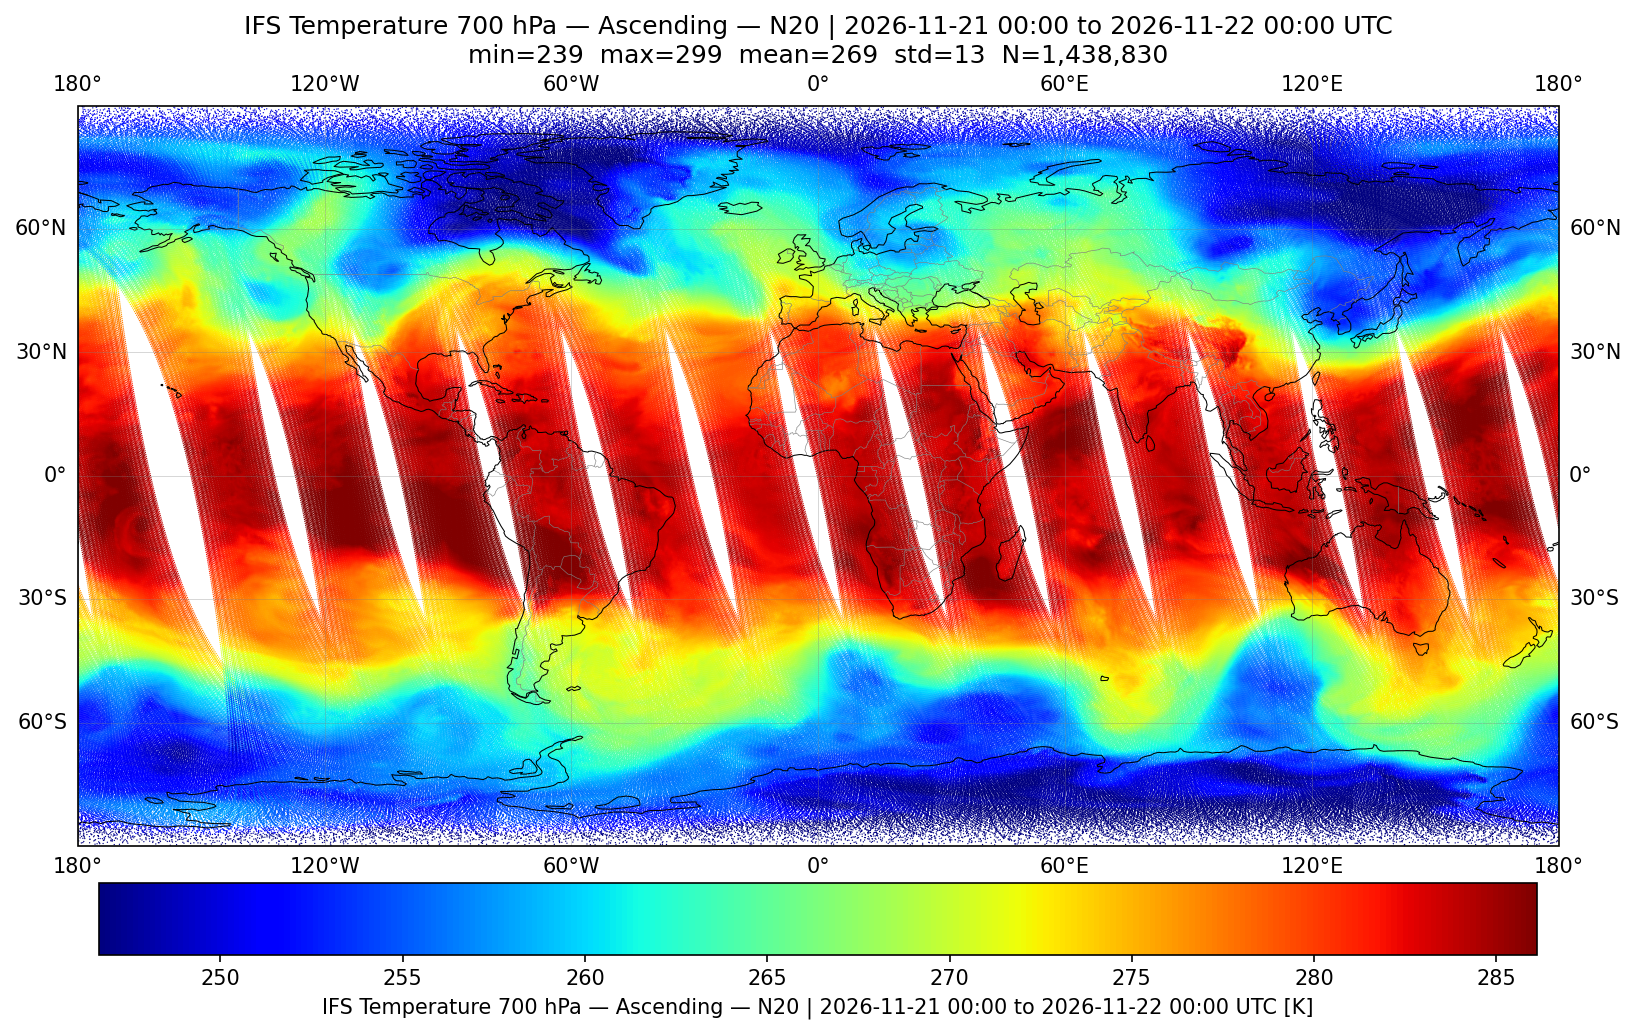 IFS Temperature 700 hPa — Ascending — N20 | 2026-11-21 00:00 to 2026-11-22 00:00 UTC
min=239  max=299  mean=269  std=13  N=1,438,830
180° 120°W 60°W 0° 60°E 120°E 180°
60°N 60°N
30°N 30°N
0° 0°
30°S 30°S
60°S 60°S
180° 120°W 60°W 0° 60°E 120°E 180°
250 255 260 265 270 275 280 285
IFS Temperature 700 hPa — Ascending — N20 | 2026-11-21 00:00 to 2026-11-22 00:00 UTC [K]